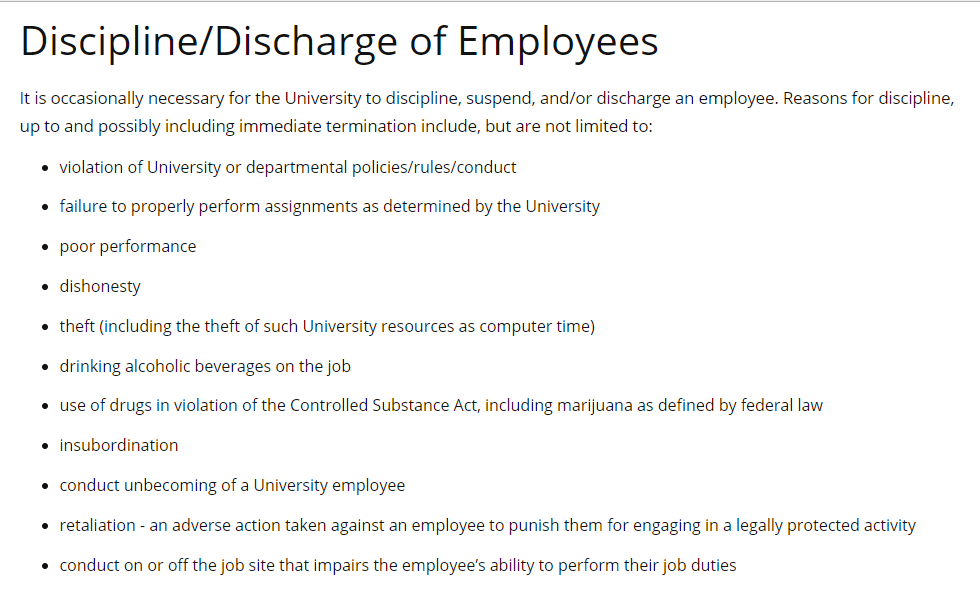 Discipline/Discharge of Employees
It is occasionally necessary for the University to discipline, suspend, and/or discharge an employee. Reasons for discipline,
up to and possibly including immediate termination include, but are not limited to:
• violation of University or departmental policies/rules/conduct
• failure to properly perform assignments as determined by the University
• poor performance
• dishonesty
• theft (including the theft of such University resources as computer time)
• drinking alcoholic beverages on the job
• use of drugs in violation of the Controlled Substance Act, including marijuana as defined by federal law
• insubordination
• conduct unbecoming of a University employee
• retaliation - an adverse action taken against an employee to punish them for engaging in a legally protected activity
• conduct on or off the job site that impairs the employee’s ability to perform their job duties